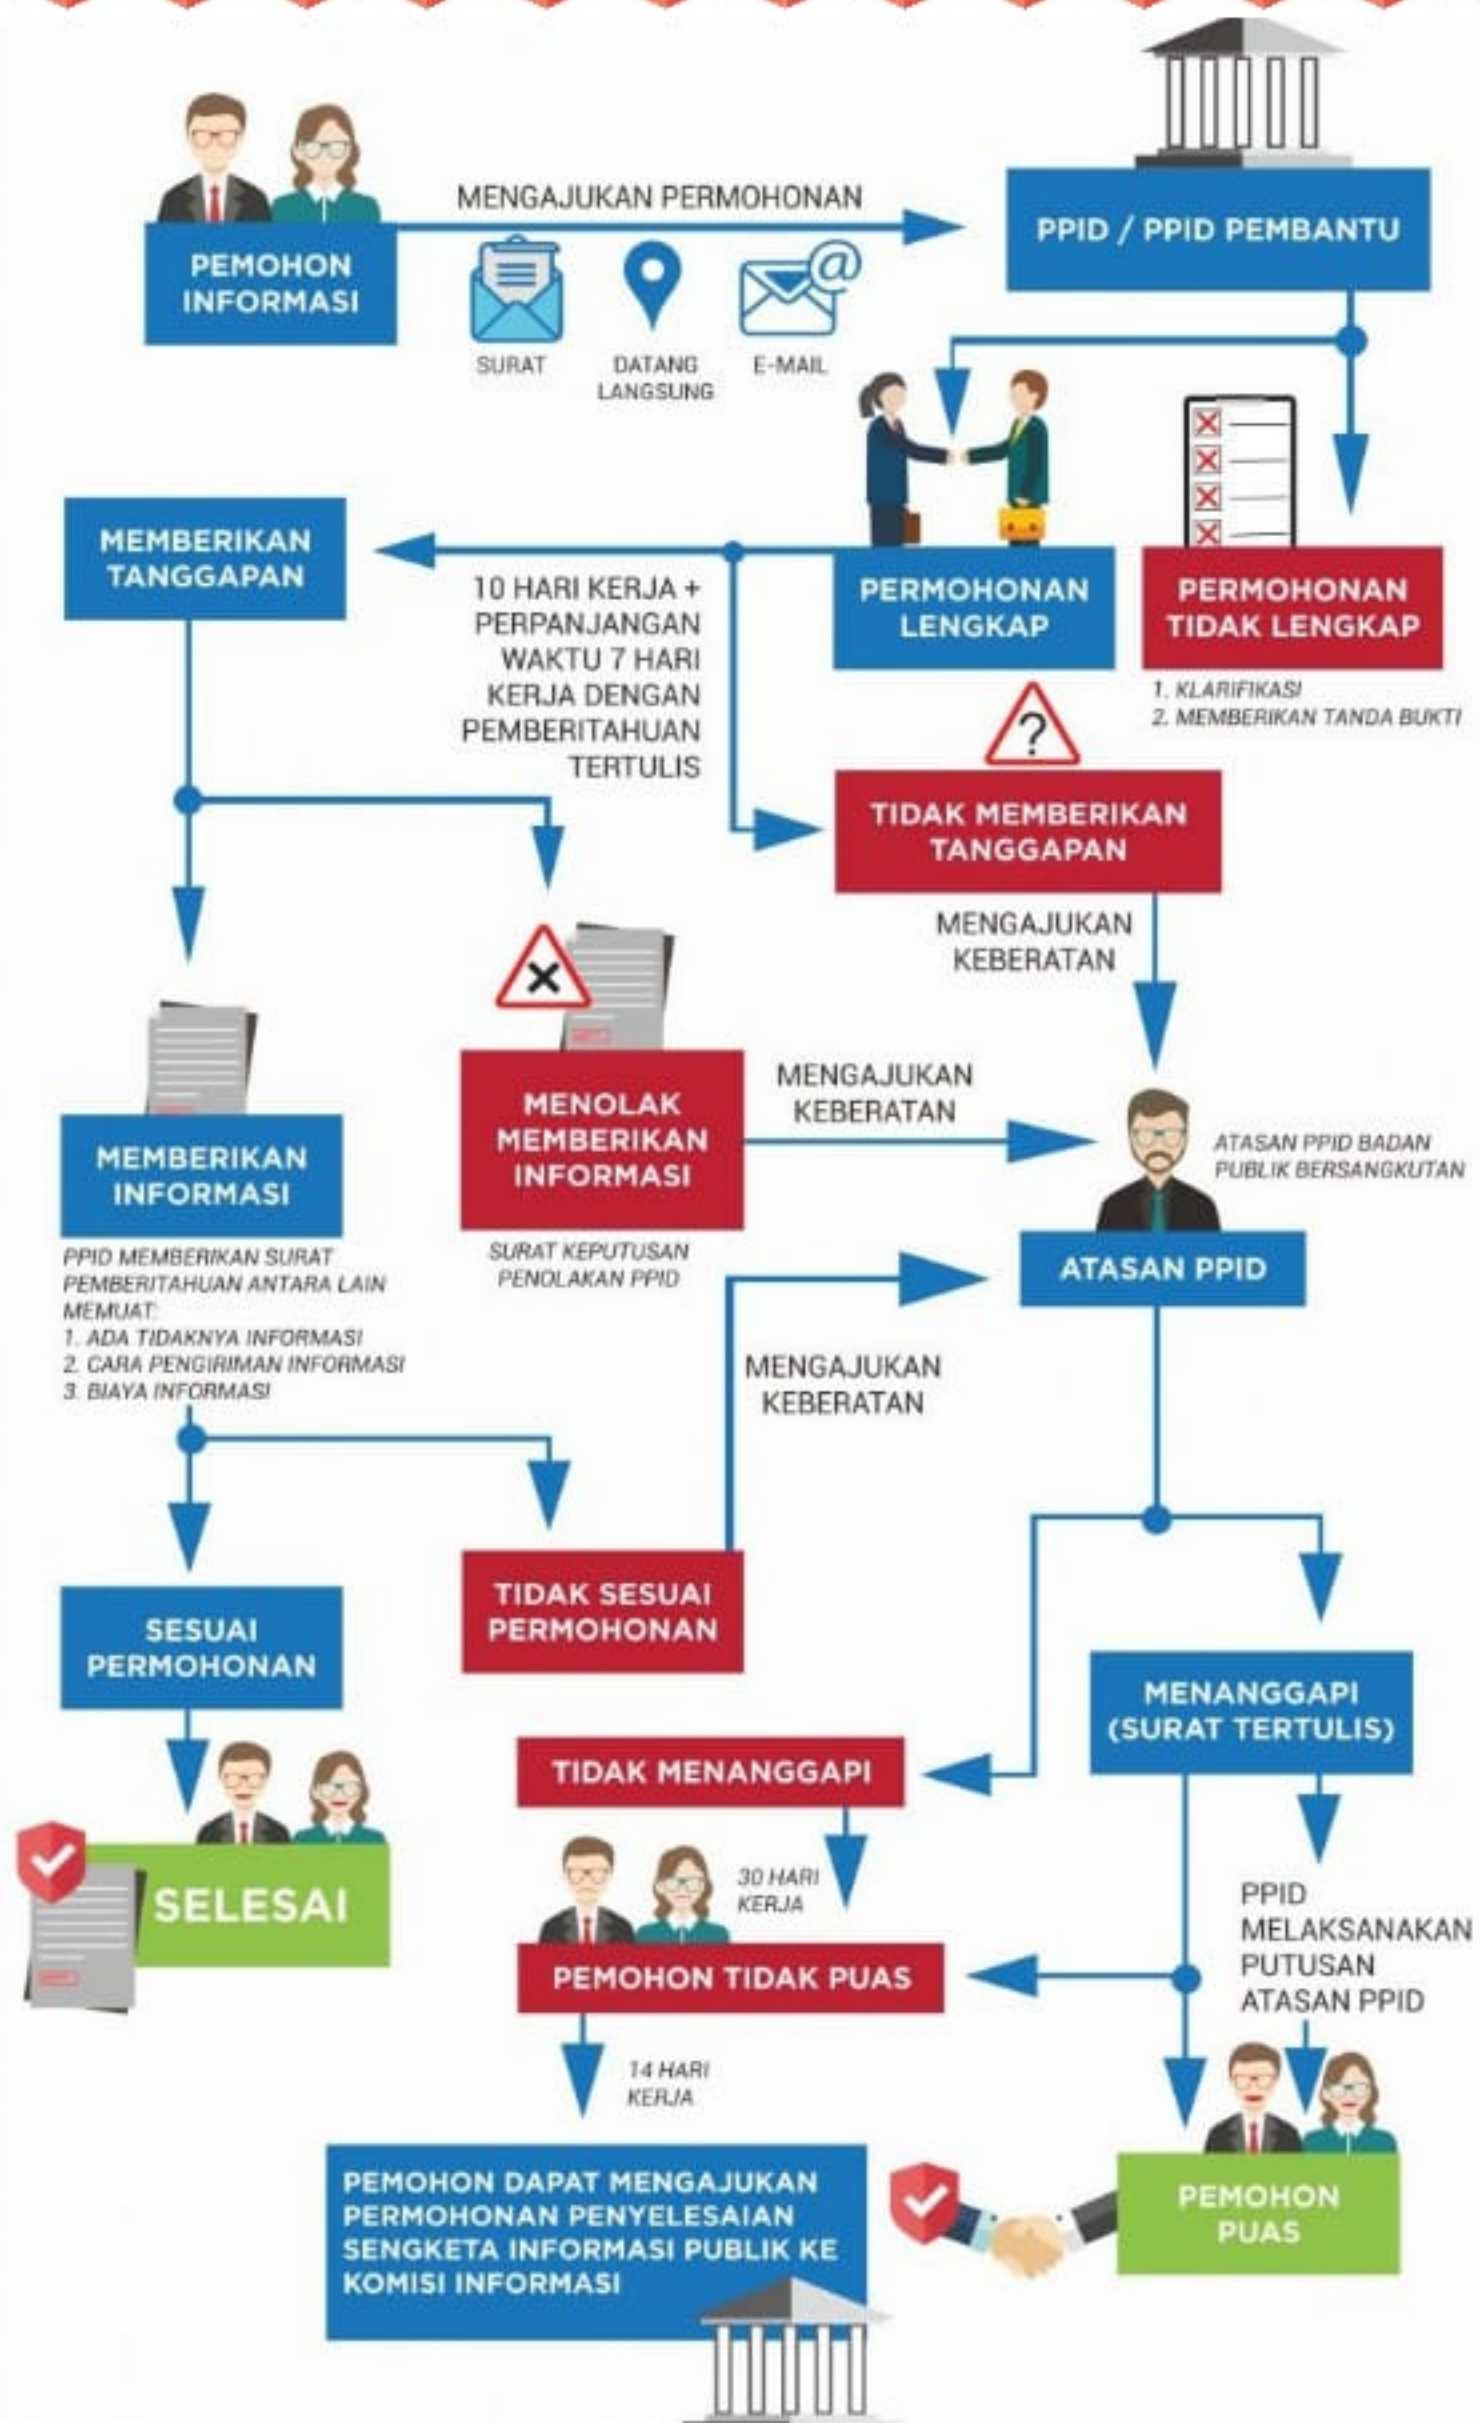 PEMOHON
INFORMASI
MENGAJUKAN PERMOHONAN
SURAT
DATANG
LANGSUNG
E-MAIL
PPID / PPID PEMBANTU
PERMOHONAN
LENGKAP
PERMOHONAN
TIDAK LENGKAP
1. KLARIFIKASI
2. MEMBERIKAN TANDA BUKTI
MEMBERIKAN
TANGGAPAN
10 HARI KERJA +
PERPANJANGAN
WAKTU 7 HARI
KERJA DENGAN
PEMBERITAHUAN
TERTULIS
?
TIDAK MEMBERIKAN
TANGGAPAN
MENGAJUKAN
KEBERATAN
MENOLAK
MEMBERIKAN
INFORMASI
SURAT KEPUTUSAN
PENOLAKAN PPID
MENGAJUKAN
KEBERATAN
ATASAN PPID BADAN
PUBLIK BERSANGKUTAN
ATASAN PPID
MEMBERIKAN
INFORMASI
PPID MEMBERIKAN SURAT
PEMBERITAHUAN ANTARA LAIN
MEMUAT:
1. ADA TIDAKNYA INFORMASI
2. CARA PENGIRIMAN INFORMASI
3. BIAYA INFORMASI
MENGAJUKAN
KEBERATAN
TIDAK SESUAI
PERMOHONAN
SESUAI
PERMOHONAN
SELESAI
MENANGGAPI
(SURAT TERTULIS)
TIDAK MENANGGAPI
30 HARI
KERJA
PPID
MELAKSANAKAN
PUTUSAN
ATASAN PPID
PEMOHON TIDAK PUAS
14 HARI
KERJA
PEMOHON DAPAT MENGAJUKAN
PERMOHONAN PENYELESAIAN
SENGKETA INFORMASI PUBLIK KE
KOMISI INFORMASI
PEMOHON
PUAS